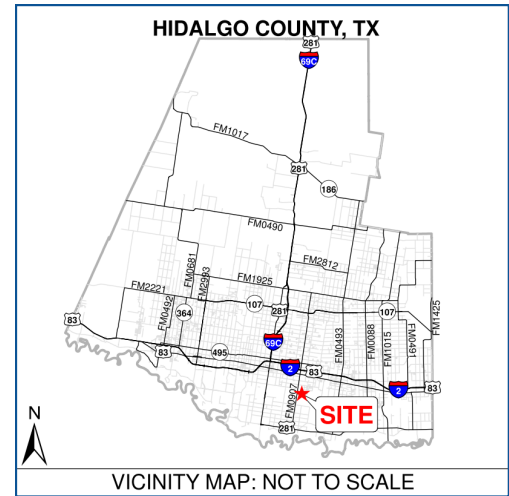 HIDALGO COUNTY, TX
281
69C
FM1017
281
186
FM0490
FM2812
FM0681
FM2993
FM1925
FM2221
FM0492
364
107
281
107
FM1425
83
69C
FM0493
FM0088
FM1015
FM0491
83
495
2
83
2
83
FM0907
SITE
281
N
VICINITY MAP: NOT TO SCALE